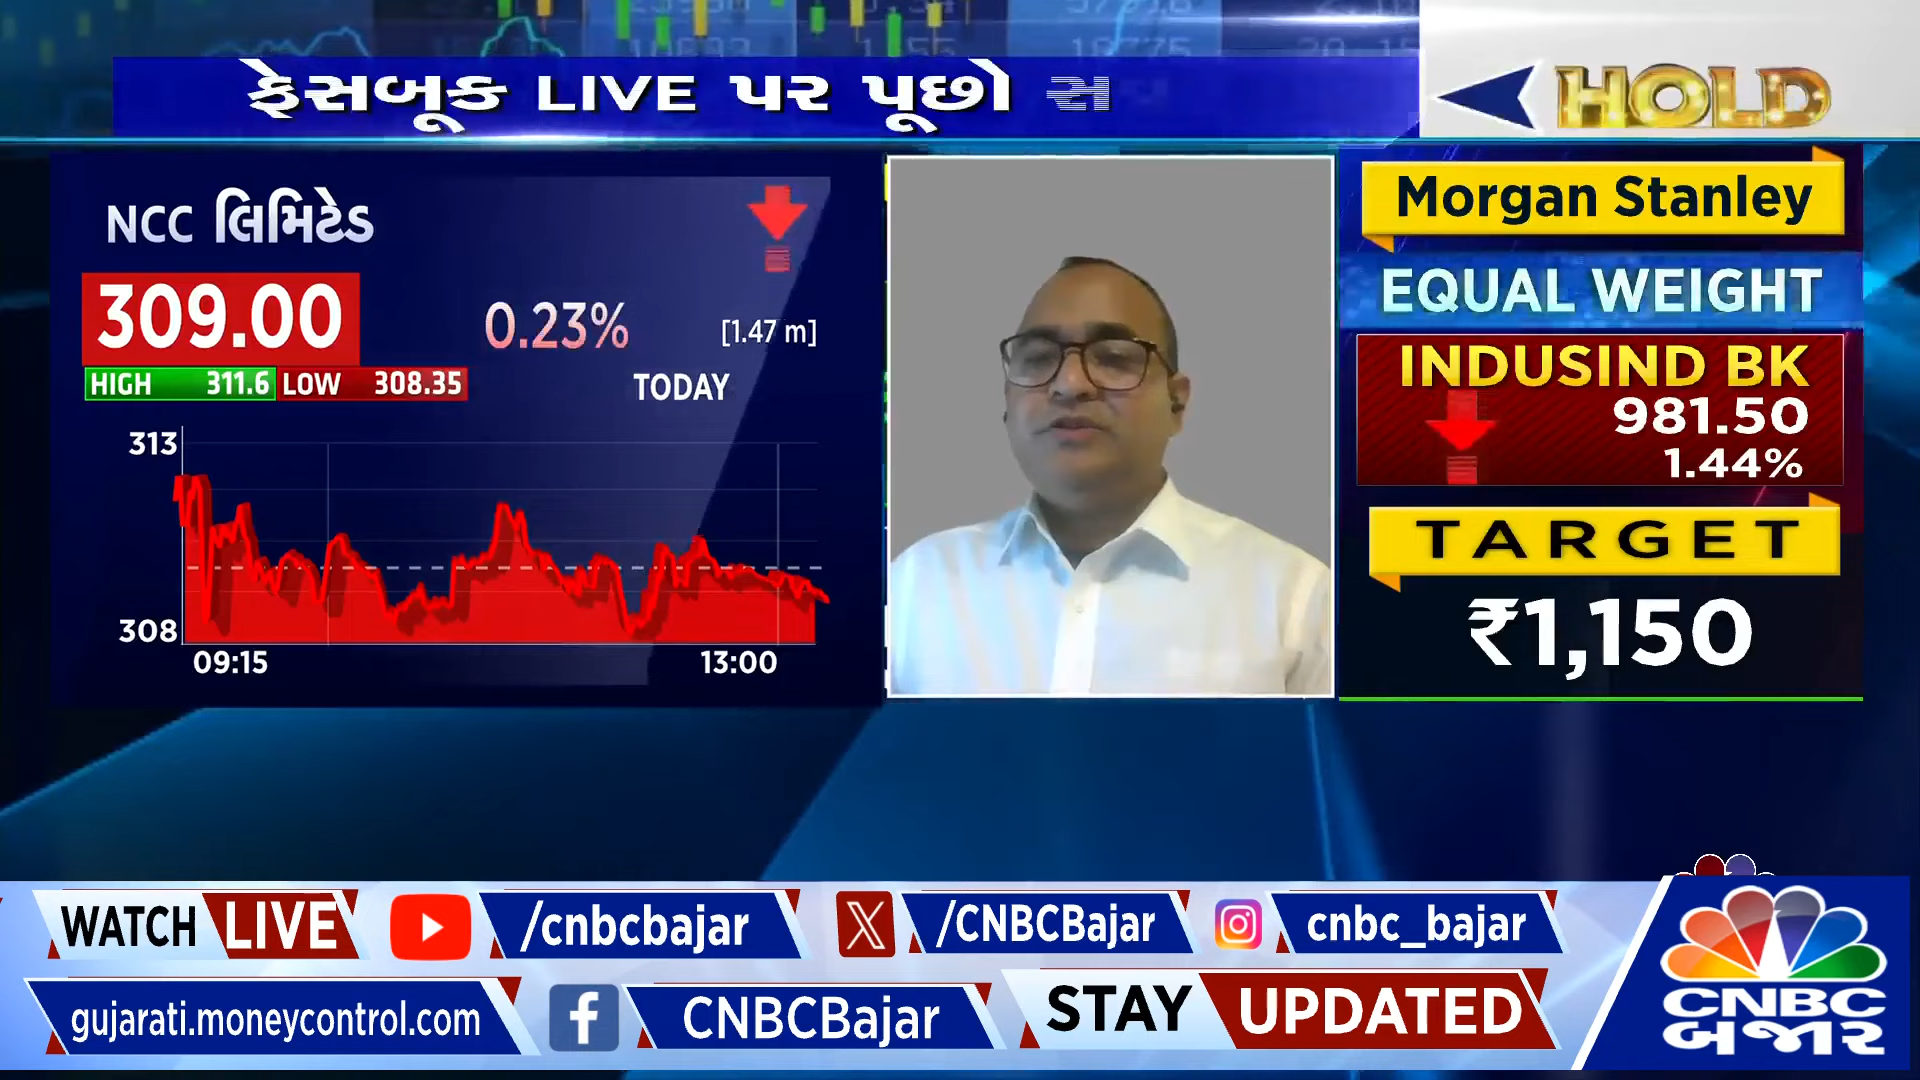 ફેસબૂક LIVE પર પૂછો સ
HOLD
NCC લિમિટેડ
309.00
0.23%
[1.47 m]
HIGH 311.6 LOW 308.35
TODAY
313
308
09:15
13:00
Morgan Stanley
EQUAL WEIGHT
INDUSIND BK
981.50
1.44%
TARGET
₹1,150
WATCH LIVE
/cnbcbajar
/CNBCBajar
cnbc_bajar
gujarati.moneycontrol.com
CNBCBajar
STAY UPDATED
CNBC
બજાર